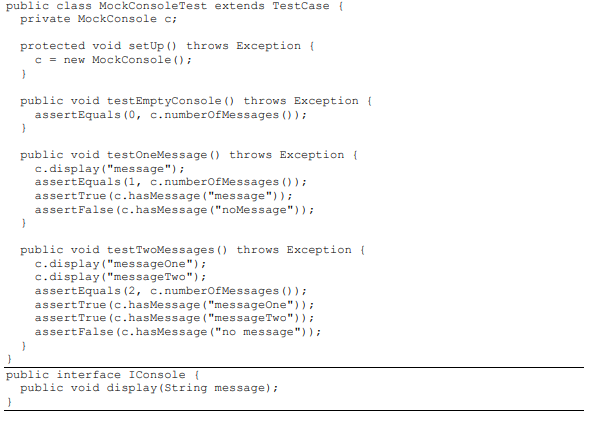 public class MockConsoleTest extends TestCase {
  private MockConsole c;

  protected void setUp() throws Exception {
    c = new MockConsole();
  }

  public void testEmptyConsole() throws Exception {
    assertEquals(0, c.numberOfMessages());
  }

  public void testOneMessage() throws Exception {
    c.display("message");
    assertEquals(1, c.numberOfMessages());
    assertTrue(c.hasMessage("message"));
    assertFalse(c.hasMessage("noMessage"));
  }

  public void testTwoMessages() throws Exception {
    c.display("messageOne");
    c.display("messageTwo");
    assertEquals(2, c.numberOfMessages());
    assertTrue(c.hasMessage("messageOne"));
    assertTrue(c.hasMessage("messageTwo"));
    assertFalse(c.hasMessage("no message"));
  }
}
public interface IConsole {
  public void display(String message);
}